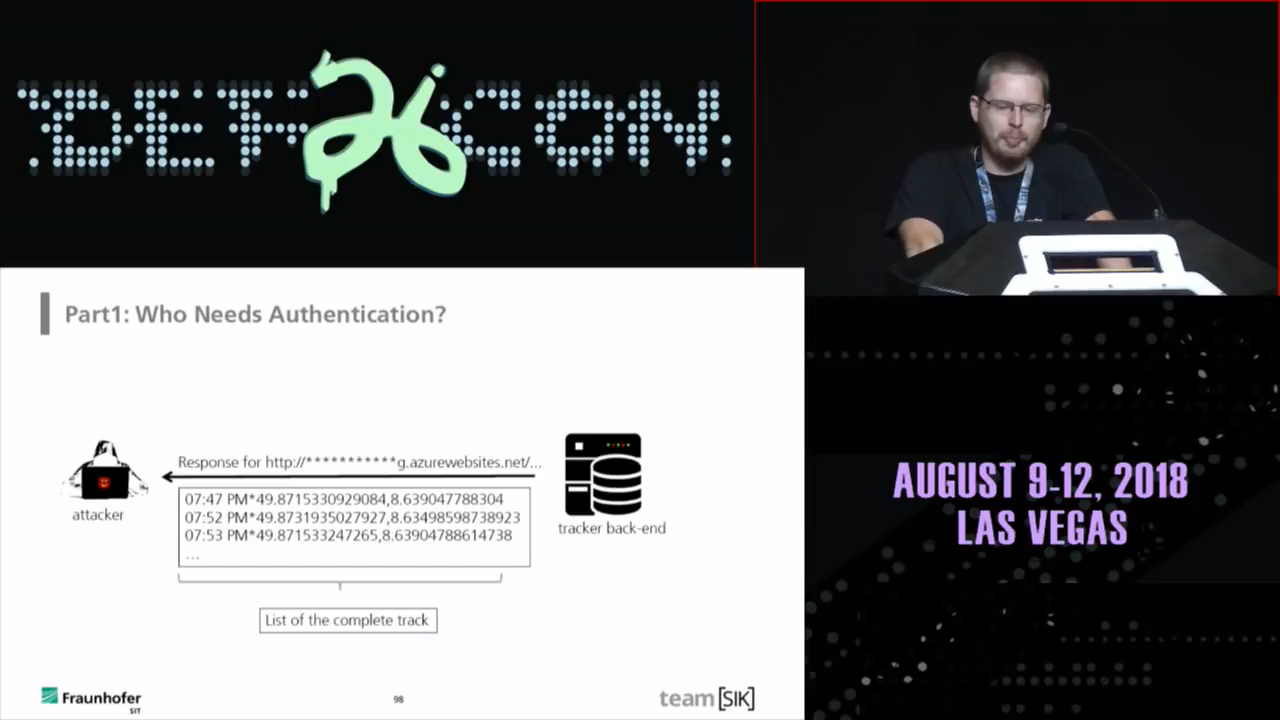 DEF CON 26
Part1: Who Needs Authentication?
Response for http://***********g.azurewebsites.net/...
07:47 PM*49.8715330929084,8.639047788304
07:52 PM*49.8731935027927,8.63498598738923
07:53 PM*49.871533247265,8.63904788614738
...
attacker
tracker back-end
List of the complete track
Fraunhofer
SIT
98
team[SIK]
AUGUST 9-12, 2018
LAS VEGAS